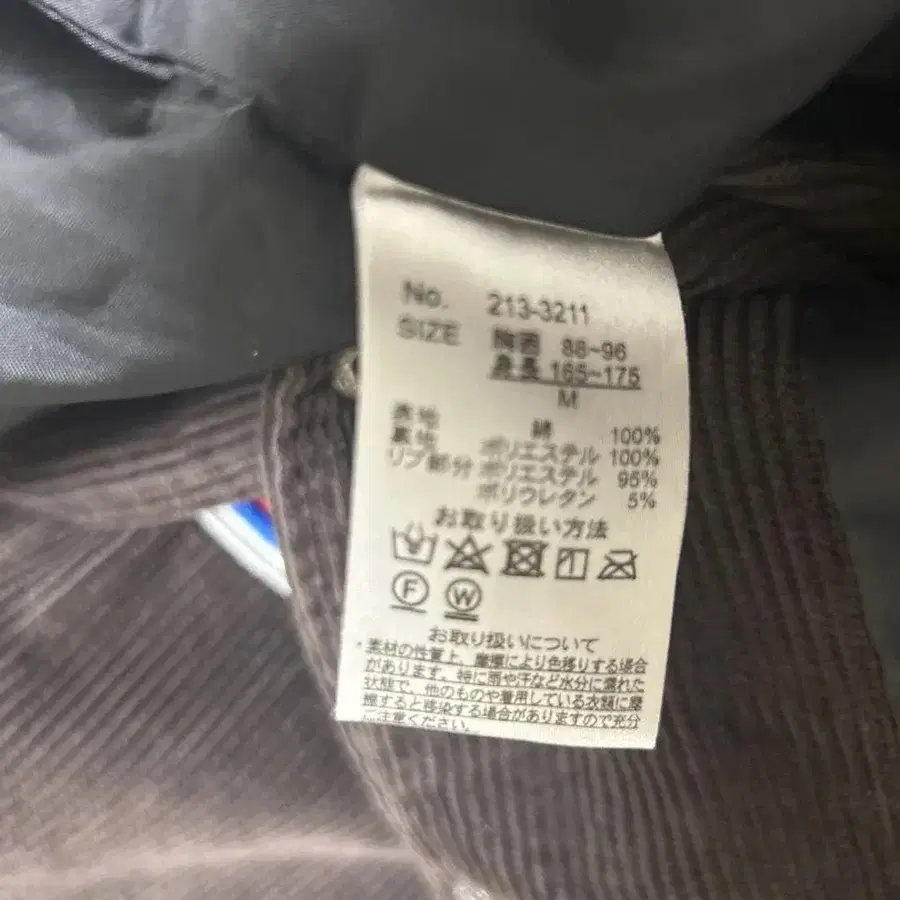 No. 213-3211
SIZE 胸囲 88~96
身長 165~175
M
表地 綿 100%
裏地 ポリエステル 100%
リブ部分 ポリエステル 95%
ポリウレタン 5%
お取り扱い方法
F W
お取り扱いについて
・素材の性質上、摩擦により色移りする場合
があります。特に雨や汗など水分に濡れた
状態で、他のものや着用している衣類に摩
擦すると移染する場合がありますので充分
ご注意ください。